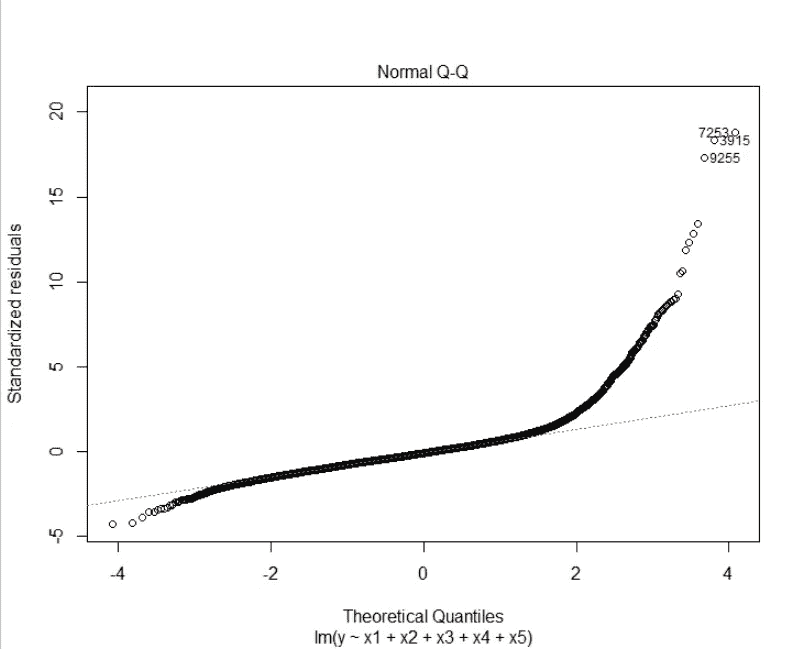 Normal Q-Q
20
15
10
5
0
-5
Standardized residuals
7253
3915
9255
-4 -2 0 2 4
Theoretical Quantiles
lm(y ~ x1 + x2 + x3 + x4 + x5)